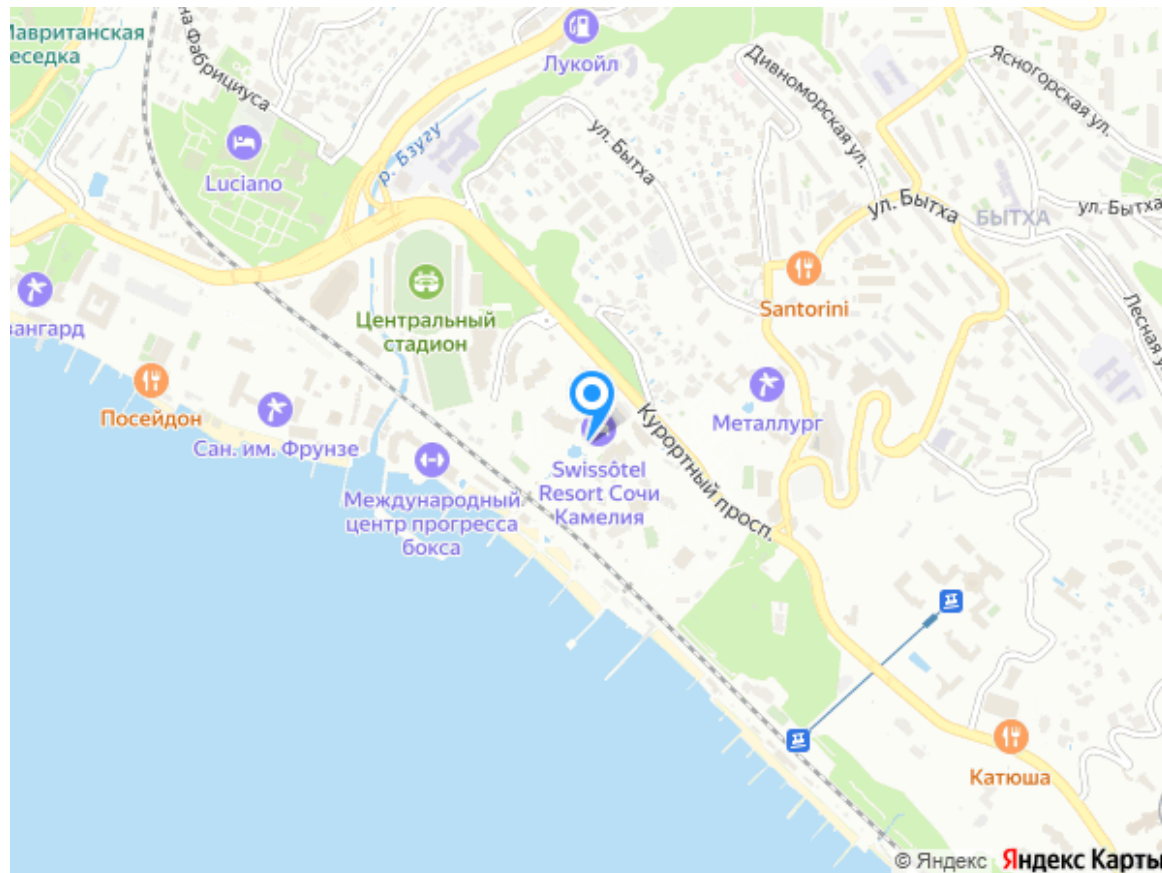 Мавританская
еседка
на Фабрициуса
Лукойл
Дивноморская ул.
Ясногорская ул.
Luciano
р. Бзугу
ул. Бытха
ул. Бытха
БЫТХА
ул. Бытха
Santorini
Лесная у
вангард
Центральный
стадион
Посейдон
Сан. им. Фрунзе
Металлург
НГ
Курортный просп.
Swissôtel
Resort Сочи
Камелия
Международный
центр прогресса
бокса
Катюша
© Яндекс Яндекс Карты